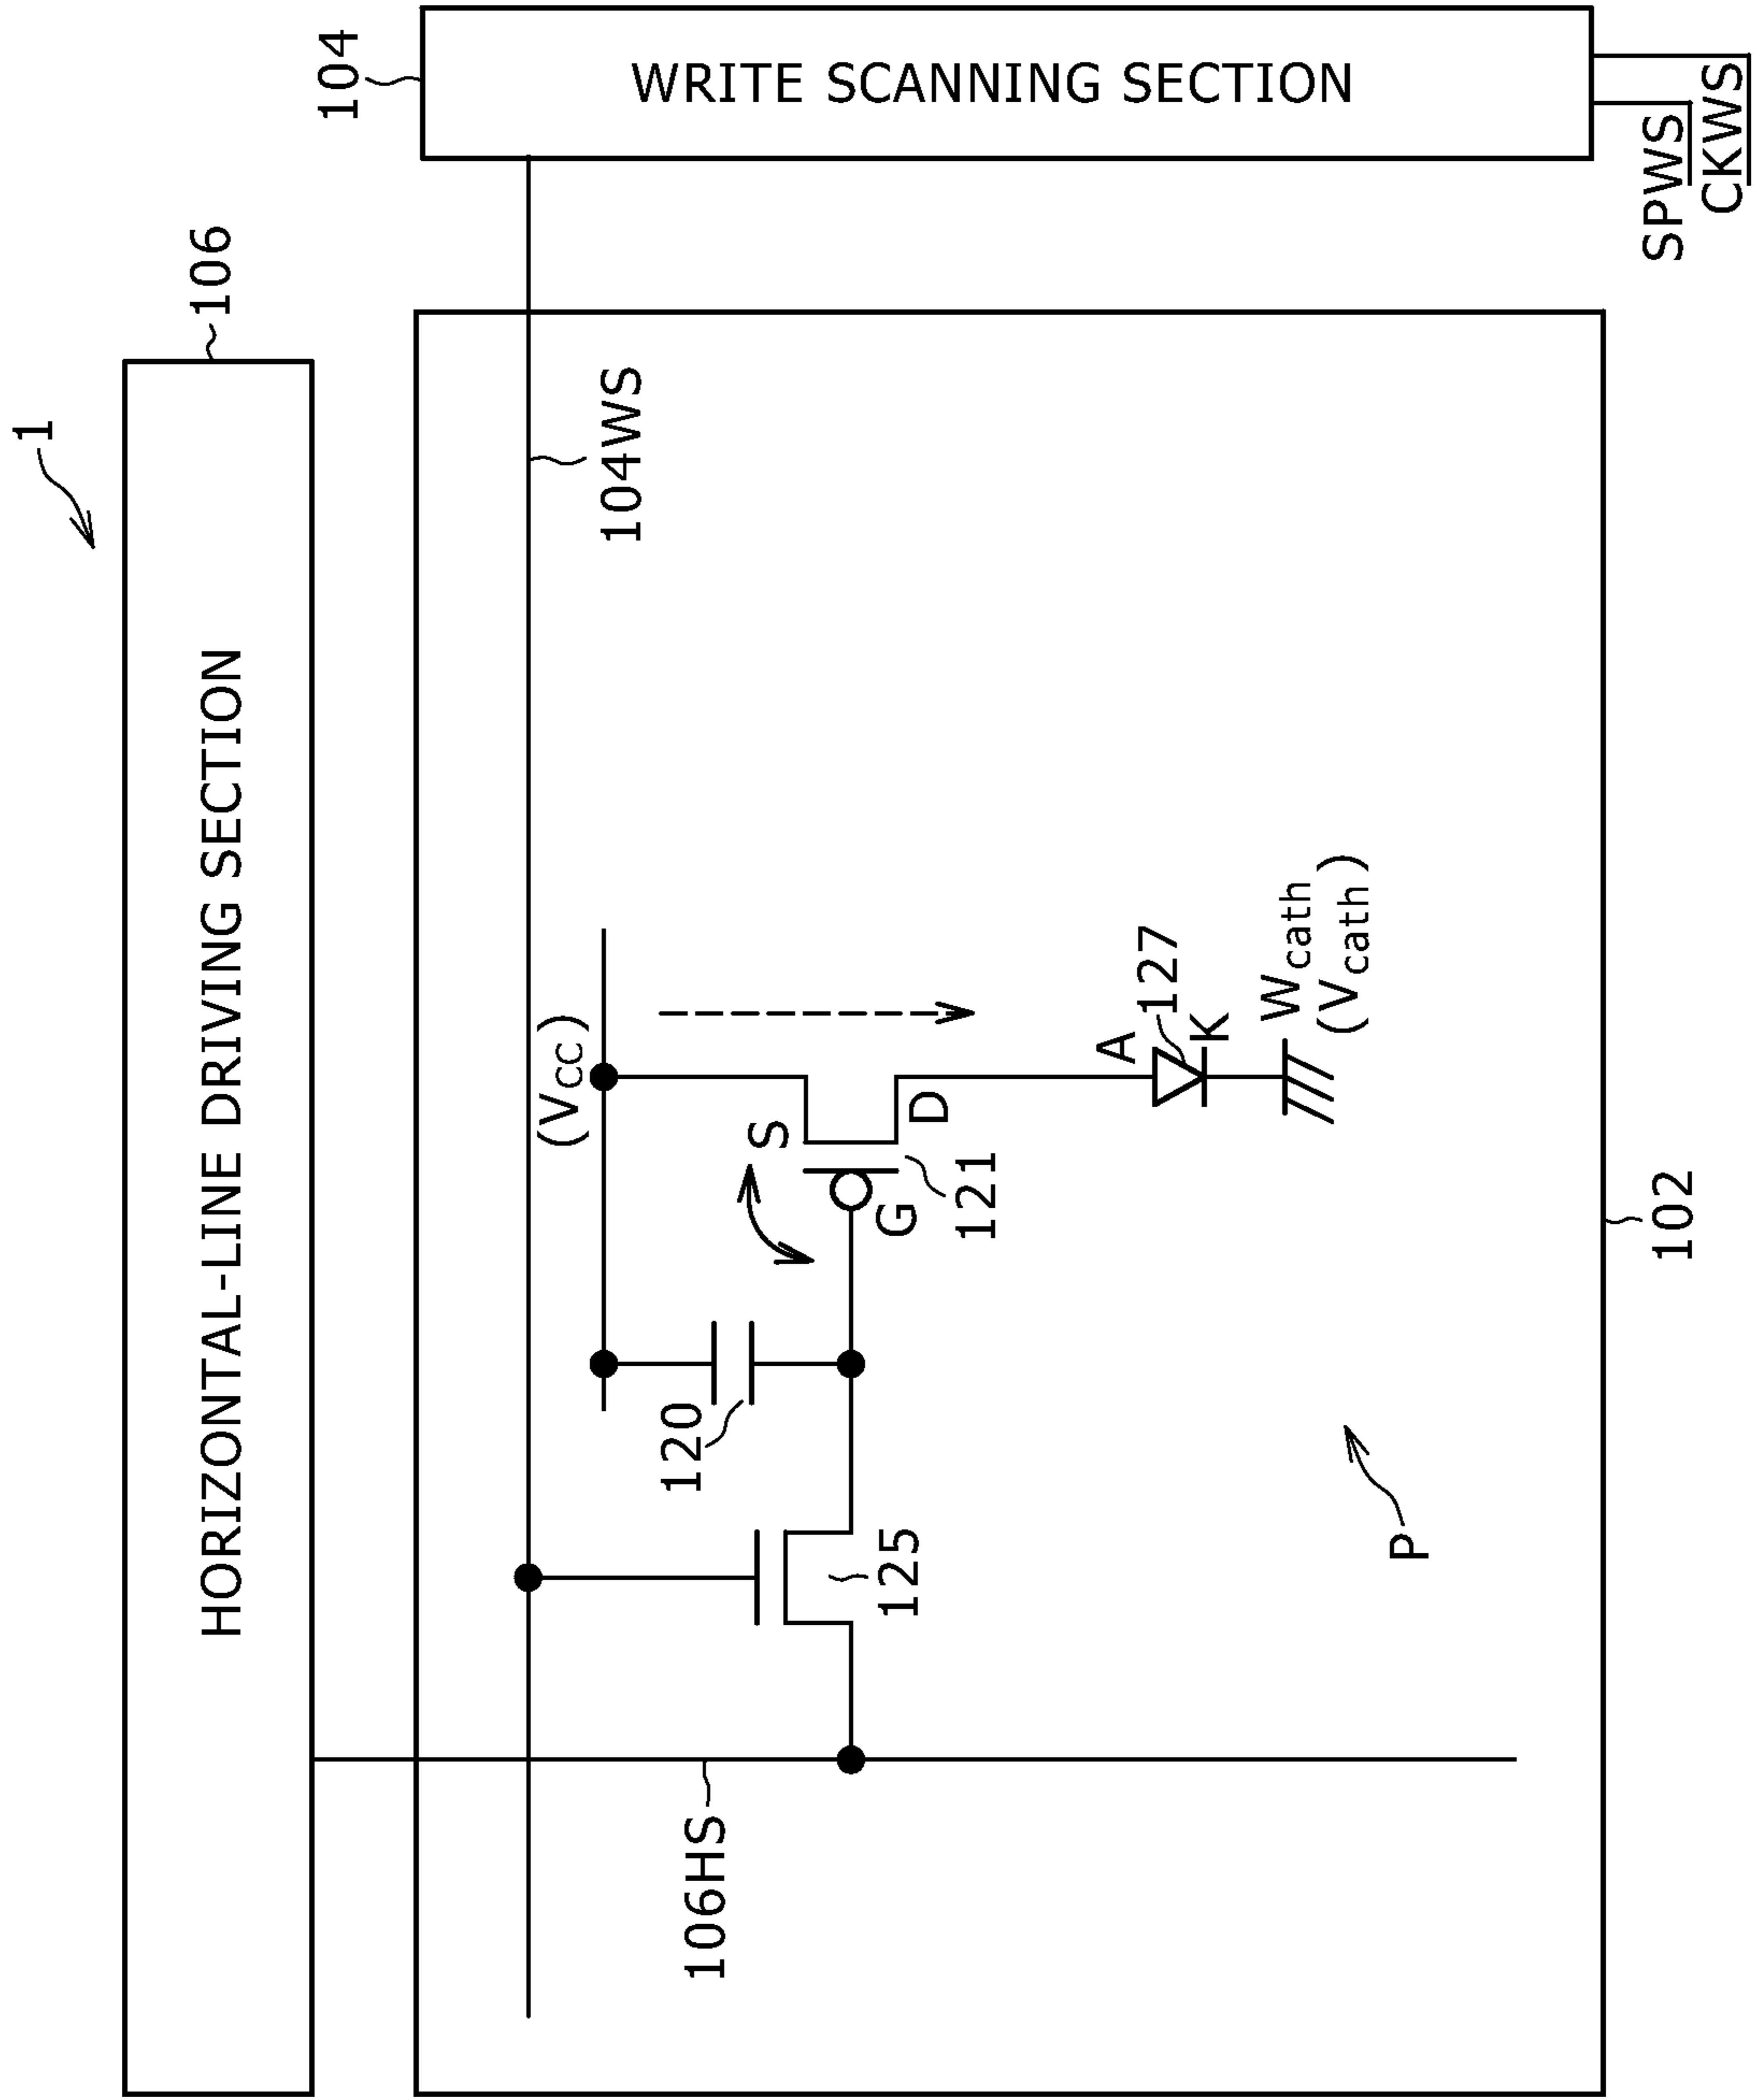 1
HORIZONTAL-LINE DRIVING SECTION
106
104
WRITE SCANNING SECTION
SPWS
CKWS
104WS
106HS
(VCC)
120
S
G
D
121
125
A
127
K
Wcath
(Vcath)
P
102